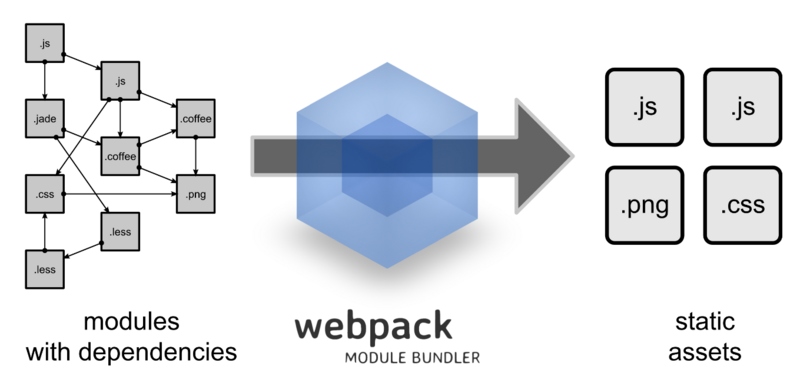 .js
.js
.jade
.coffee
.coffee
.css
.png
.less
.less
modules
with dependencies
webpack
MODULE BUNDLER
.js
.js
.png
.css
static
assets